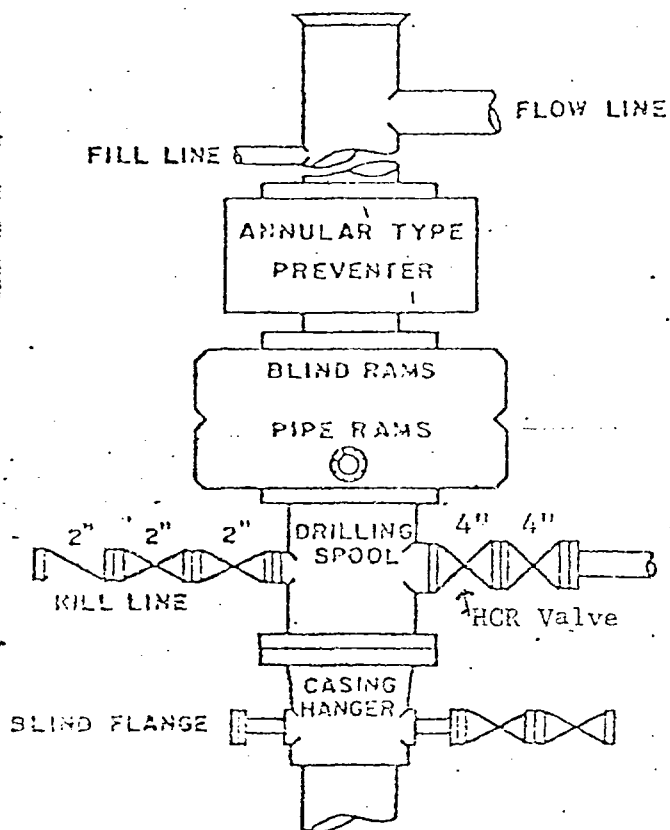 FLOW LINE
FILL LINE
ANNULAR TYPE
PREVENTER
BLIND RAMS
PIPE RAMS
2" 2" 2"
DRILLING
SPOOL
4" 4"
KILL LINE
HCR Valve
CASING
HANGER
BLIND FLANGE